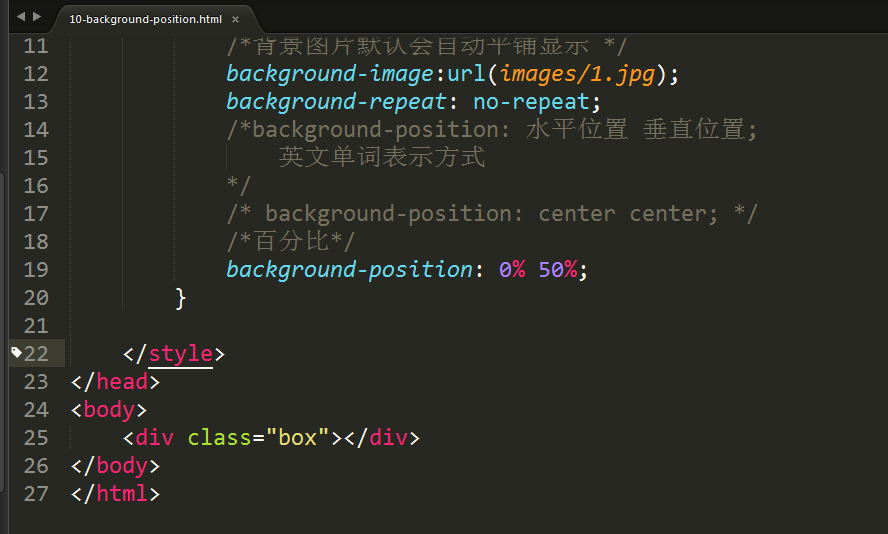 10-background-position.html ×
11 /*背景图片默认会自动平铺显示 */
12 background-image:url(images/1.jpg);
13 background-repeat: no-repeat;
14 /*background-position: 水平位置 垂直位置;
15 英文单词表示方式
16 */
17 /* background-position: center center; */
18 /*百分比*/
19 background-position: 0% 50%;
20 }
21
22 </style>
23 </head>
24 <body>
25 <div class="box"></div>
26 </body>
27 </html>